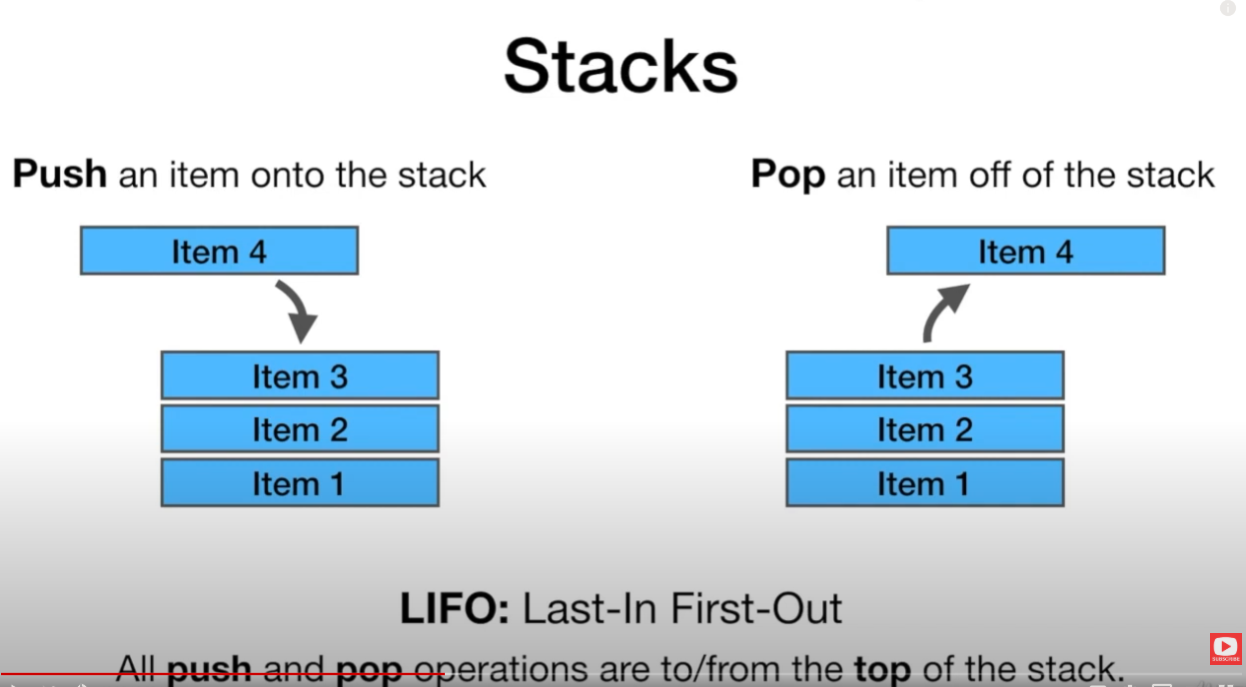 Stacks
Push an item onto the stack
Pop an item off of the stack
Item 4
Item 3
Item 2
Item 1
Item 4
Item 3
Item 2
Item 1
LIFO: Last-In First-Out
All push and pop operations are to/from the top of the stack.
SUBSCRIBE